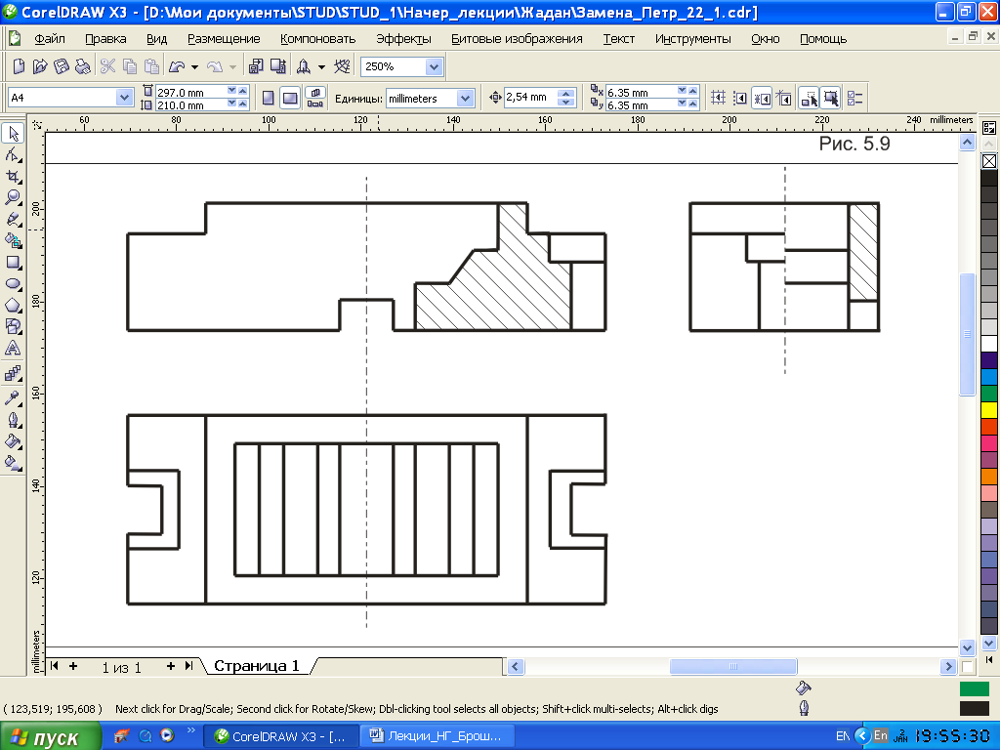 CorelDRAW X3 - [D:\Мои документы\STUD\STUD_1\Начер_лекции\Жадан\Замена_Петр_22_1.cdr]
Файл Правка Вид Размещение Компоновать Эффекты Битовые изображения Текст Инструменты Окно Помощь
250%
A4 297.0 mm 210.0 mm Единицы: millimeters 2,54 mm 6.35 mm 6.35 mm
60 80 100 120 140 160 180 200 220 240 millimeters
Рис. 5.9
200
180
160
140
120
millimeters
1 из 1 Страница 1
( 123,519; 195,608 ) Next click for Drag/Scale; Second click for Rotate/Skew; Dbl-clicking tool selects all objects; Shift+click multi-selects; Alt+click digs
пуск CorelDRAW X3 - [... Лекции_НГ_Брош... EN En 2 JAN 19:55:30